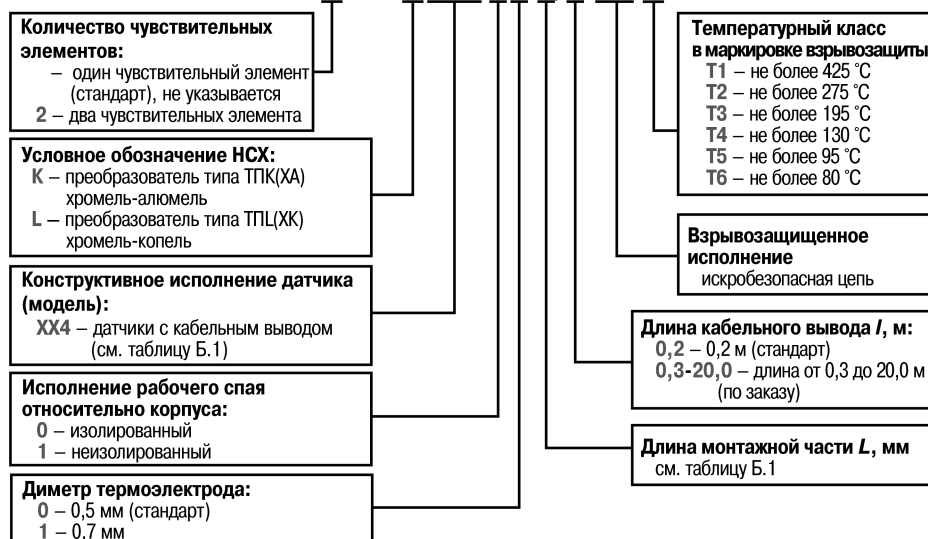 Количество чувствительных
элементов:
– один чувствительный элемент
(стандарт), не указывается
2 – два чувствительных элемента
Условное обозначение НСХ:
K – преобразователь типа ТПК(ХА)
хромель-алюмель
L – преобразователь типа ТПL(ХК)
хромель-копель
Конструктивное исполнение датчика
(модель):
XX4 – датчики с кабельным выводом
(см. таблицу Б.1)
Исполнение рабочего спая
относительно корпуса:
0 – изолированный
1 – неизолированный
Диметр термоэлектрода:
0 – 0,5 мм (стандарт)
1 – 0,7 мм
Температурный класс
в маркировке взрывозащиты
T1 – не более 425 °С
T2 – не более 275 °С
T3 – не более 195 °С
T4 – не более 130 °С
T5 – не более 95 °С
T6 – не более 80 °С
Взрывозащищенное
исполнение
искробезопасная цепь
Длина кабельного вывода l, м:
0,2 – 0,2 м (стандарт)
0,3-20,0 – длина от 0,3 до 20,0 м
(по заказу)
Длина монтажной части L, мм
см. таблицу Б.1